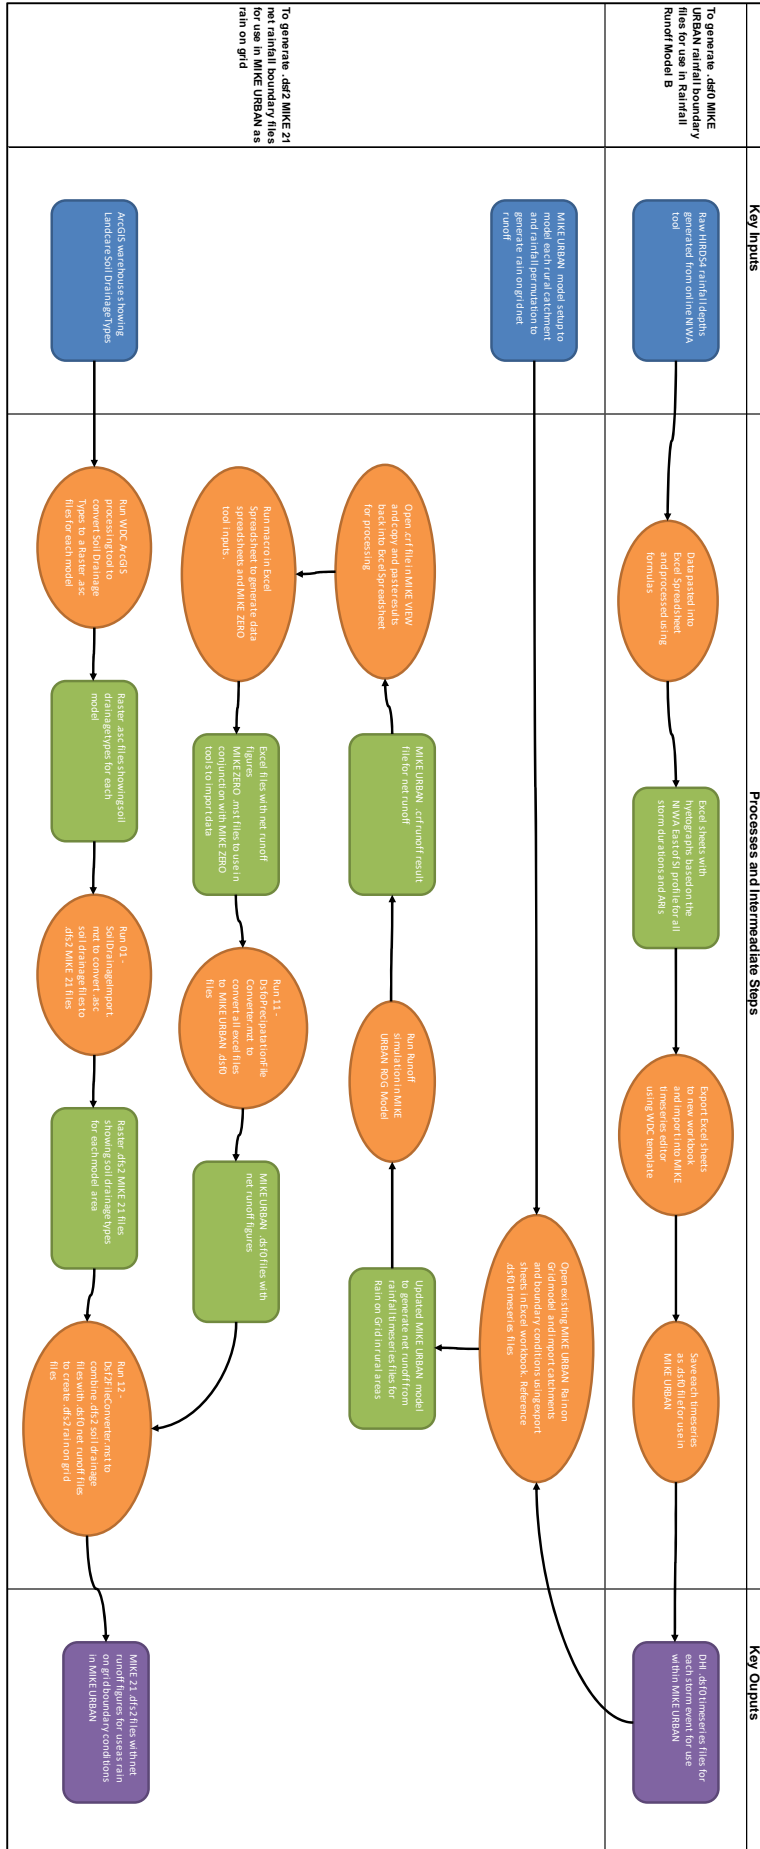 Key Inputs
Processes and Intermeadiate Steps
Key Ouputs
To generate .dsf0 MIKE
URBAN rainfall boundary
files for use in Rainfall
Runoff Model B
Raw HIRDS4 rainfall depths
generated from online NIWA
tool
Data pasted into
Excel Spreadsheet
and processed using
formulas
Excel sheets with
hyetographs based on the
NIWA East of SI profile for all
storm durations and ARIs
Export Excel sheets
to new workbook
and import into MIKE
timeseries editor
using WDC template
Save each timeseries
as .dsf0 file for use in
MIKE URBAN
DHI .dsf0 timeseries files for
each storm event for use
within MIKE URBAN
To generate .dsf2 MIKE 21
net rainfall boundary files
for use in MIKE URBAN as
rain on grid
MIKE URBAN model setup to
model each rural catchment
and rainfall permutation to
generate rain on grid net
runoff
Open existing MIKE URBAN Rain on
Grid model and import catchments
and boundary conditions using export
sheets in Excel workbook. Reference
.dsf0 timeseries files
Updated MIKE URBAN model
to generate net runoff from
rainfall timeseries files for
Rain on Grid in rural areas
Run Runoff
simulation in MIKE
URBAN ROG Model
MIKE URBAN .crf runoff result
file for net runoff
Open .crf file in MIKE VIEW
and copy and paster results
back into Excel Spreadsheet
for processing
Run macro in Excel
Spreadsheet to generate data
spreadsheets and MIKE ZERO
tool inputs.
Excel files with net runoff
figures
MIKE ZERO .mst files to use in
conjunction with MIKE ZERO
tools to import data
Run 11 -
DsfoPrecipatationFile
Converter.mzt to
convert all excel files
to MIKE URBAN .dsf0
files
MIKE URBAN .dsf0 files with
net runoff figures
ArcGIS warehouse showing
Landcare Soil Drainage Types
Run WDC ArcGIS
processing tool to
convert Soil Drainage
Types to a Raster .asc
files for each model
Raster .asc files showing soil
drainage types for each
model
Run 01 -
SoilDrainageImport.
mzt to convert .asc
soil drainage files to
.dfs2 MIKE 21 files
Raster .dfs2 MIKE 21 files
showing soil drainage types
for each model area
Run 12 -
Dsf2FileConverter.mst to
combine .dfs2 soil drainage
files with .dsf0 net runoff files
to create .dfs2 rain on grid
files
MIKE 21 .dfs2 files with net
runoff figures for use as rain
on grid boundary conditions
in MIKE URBAN